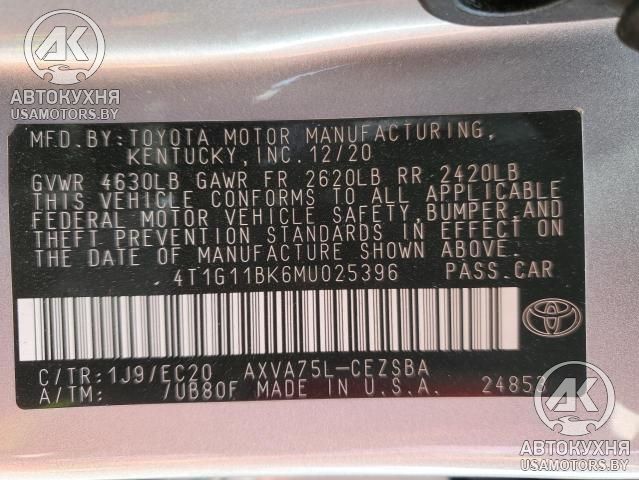 AK
АВТОКУХНЯ
USAMOTORS.BY
MFD.BY:TOYOTA MOTOR MANUFACTURING,
KENTUCKY, INC. 12/20
GVWR 4630LB GAWR FR 2620LB RR 2420LB
THIS VEHICLE CONFORMS TO ALL APPLICABLE
FEDERAL MOTOR VEHICLE SAFETY, BUMPER, AND
THEFT PREVENTION STANDARDS IN EFFECT ON
THE DATE OF MANUFACTURE SHOWN ABOVE.
4T1G11BK6MU025396 PASS.CAR
C/TR:1J9/EC20 AXVA75L-CEZSBA
A/TM: /UB80F MADE IN U.S.A. 24853
AK
АВТОКУХНЯ
USAMOTORS.BY